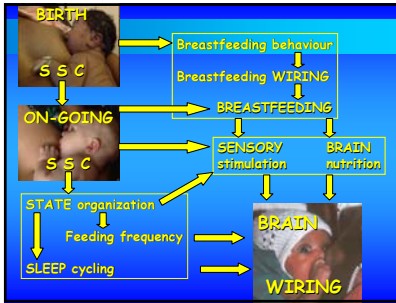 BIRTH
S S C
Breastfeeding behaviour
Breastfeeding WIRING
BREASTFEEDING
ON-GOING
S S C
SENSORY
stimulation
BRAIN
nutrition
STATE organization
Feeding frequency
SLEEP cycling
BRAIN
WIRING